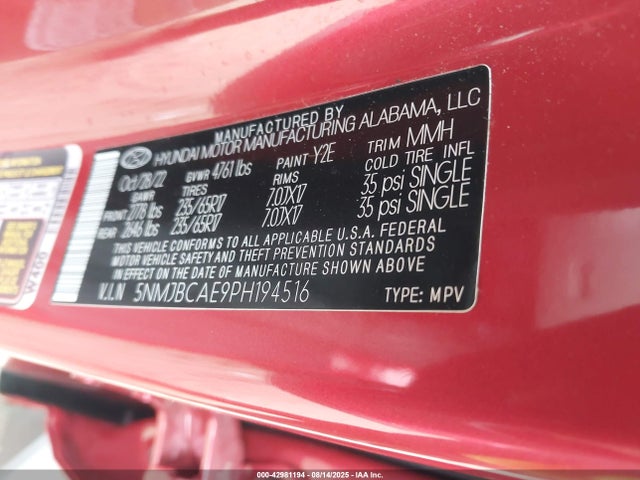 MANUFACTURED BY
HYUNDAI MOTOR MANUFACTURING ALABAMA, LLC
Oct/28/22 GVWR 4761 lbs PAINT Y2E TRIM MMH
GAWR TIRES RIMS COLD TIRE INFL
FRONT 2778 lbs 235/65R17 7.0JX17 35 psi SINGLE
REAR 2646 lbs 235/65R17 7.0JX17 35 psi SINGLE
THIS VEHICLE CONFORMS TO ALL APPLICABLE U.S.A. FEDERAL
MOTOR VEHICLE SAFETY AND THEFT PREVENTION STANDARDS
IN EFFECT ON THE DATE OF MANUFACTURE SHOWN ABOVE.
V.I.N 5NMJBCAE9PH194516 TYPE: MPV
W400
000-42981194 - 08/14/2025 - IAA Inc.